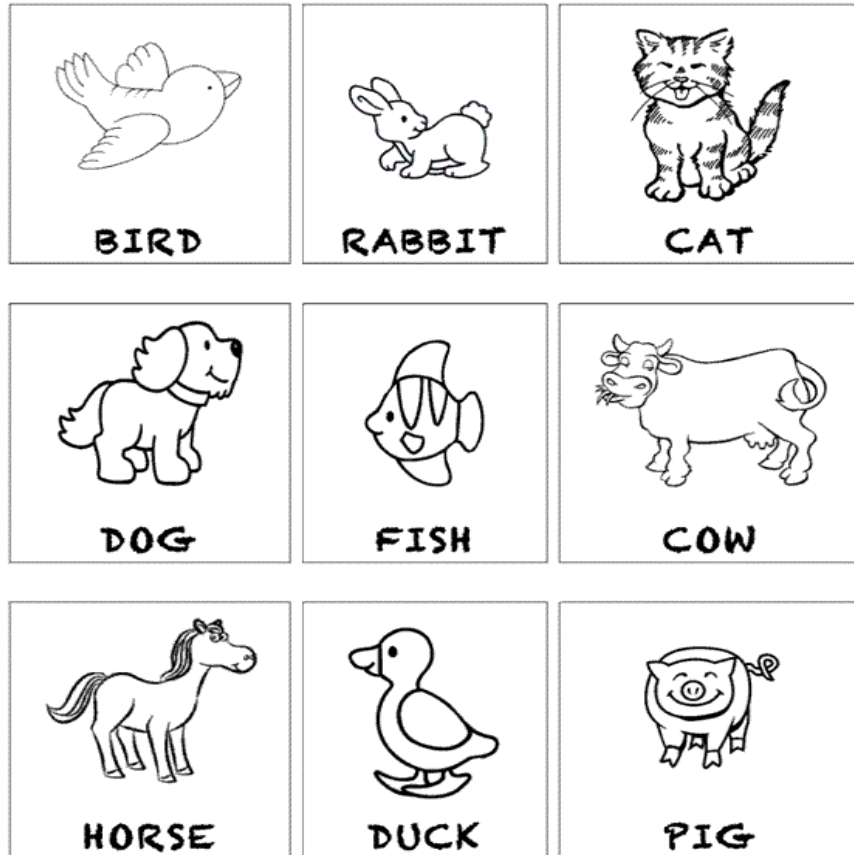 BIRD
RABBIT
CAT
DOG
FISH
COW
HORSE
DUCK
PIG